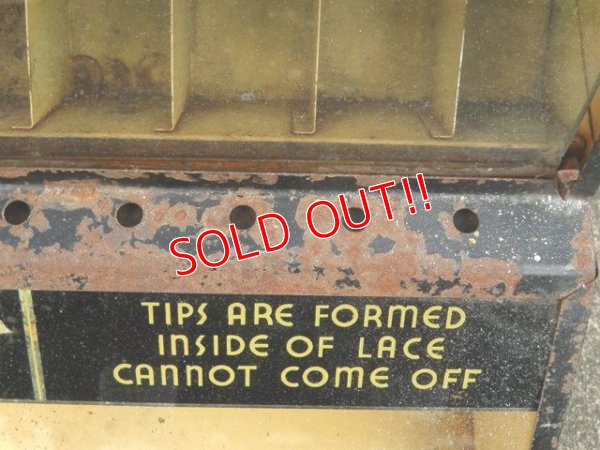 SOLD OUT!!
TIPS ARE FORMED
INSIDE OF LACE
CANNOT COME OFF